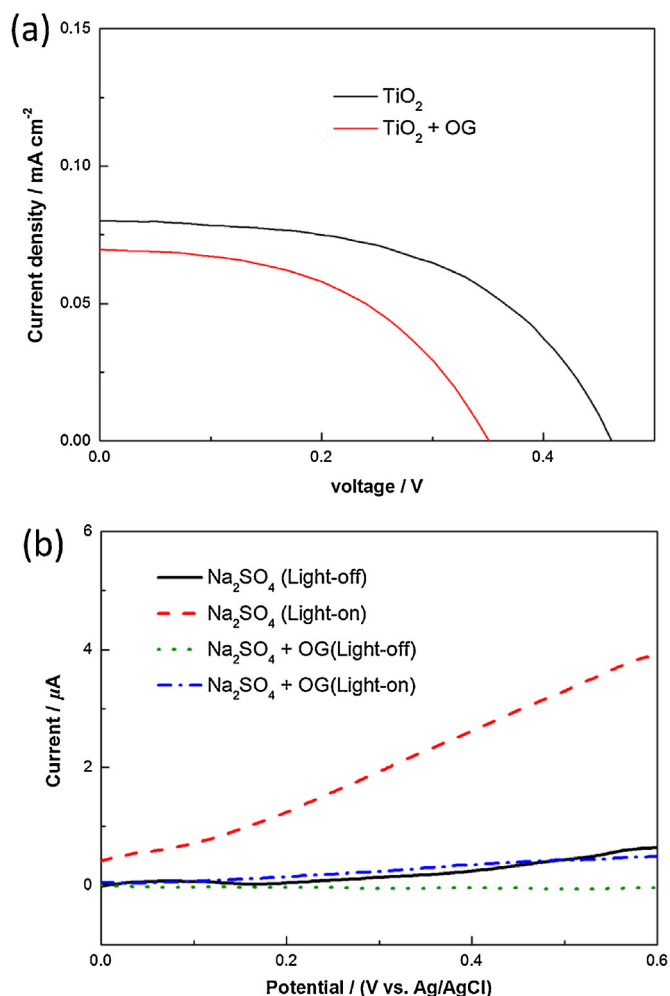 (a)
0.15
TiO₂
TiO₂ + OG
0.10
Current density / mA cm⁻²
0.05
0.00
0.0 0.2 0.4
voltage / V
(b)
6
Na₂SO₄ (Light-off)
Na₂SO₄ (Light-on)
Na₂SO₄ + OG(Light-off)
Na₂SO₄ + OG(Light-on)
4
Current / μA
2
0
0.0 0.2 0.4 0.6
Potential / (V vs. Ag/AgCl)